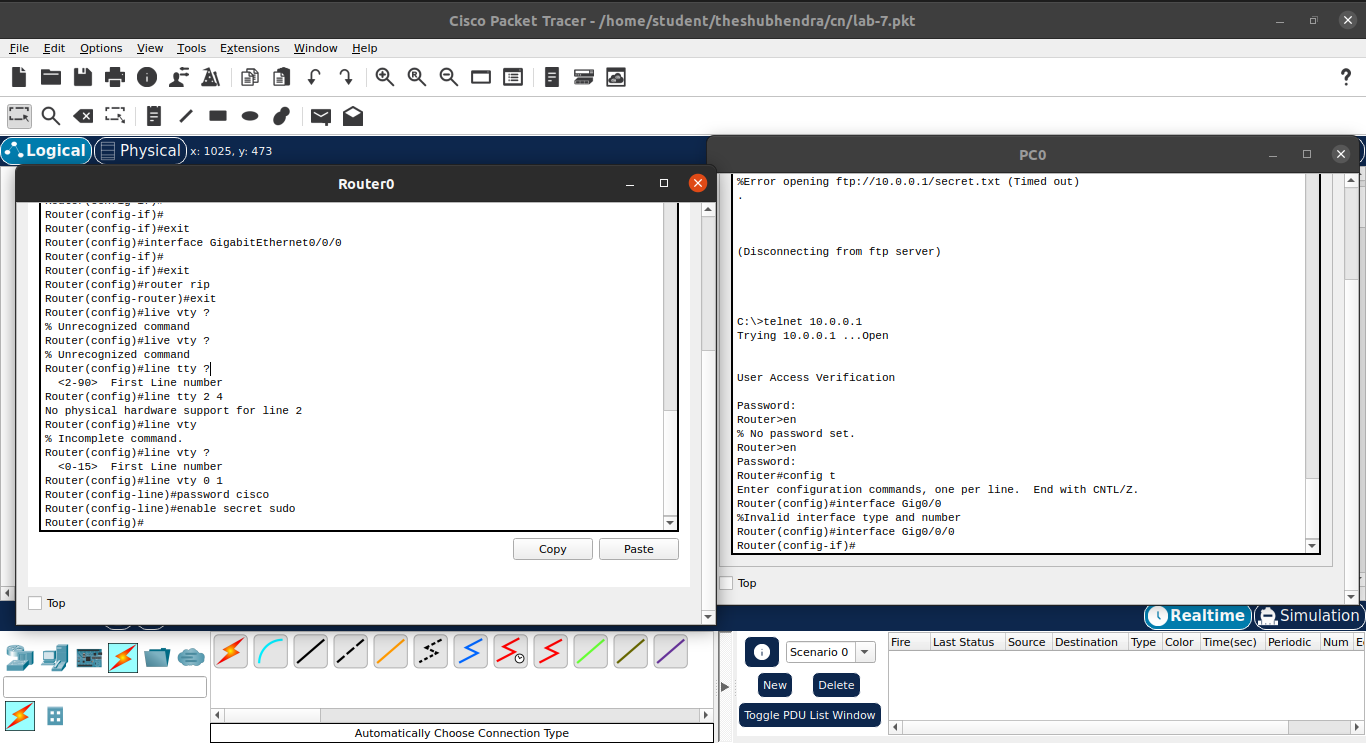 Cisco Packet Tracer - /home/student/theshubhendra/cn/lab-7.pkt
File Edit Options View Tools Extensions Window Help
?
Logical Physical x: 1025, y: 473
Router0
Router(config-if)#
Router(config-if)#
Router(config-if)#exit
Router(config)#interface GigabitEthernet0/0/0
Router(config-if)#
Router(config-if)#exit
Router(config)#router rip
Router(config-router)#exit
Router(config)#live vty ?
% Unrecognized command
Router(config)#live vty ?
% Unrecognized command
Router(config)#line tty ?
<2-90> First Line number
Router(config)#line tty 2 4
No physical hardware support for line 2
Router(config)#line vty
% Incomplete command.
Router(config)#line vty ?
<0-15> First Line number
Router(config)#line vty 0 1
Router(config-line)#password cisco
Router(config-line)#enable secret sudo
Router(config)#
Copy Paste
Top
PC0
%Error opening ftp://10.0.0.1/secret.txt (Timed out)
.
(Disconnecting from ftp server)
C:\>telnet 10.0.0.1
Trying 10.0.0.1 ...Open
User Access Verification
Password:
Router>en
% No password set.
Router>en
Password:
Router#config t
Enter configuration commands, one per line. End with CNTL/Z.
Router(config)#interface Gig0/0
%Invalid interface type and number
Router(config)#interface Gig0/0/0
Router(config-if)#
Top
Realtime Simulation
Automatically Choose Connection Type
Scenario 0
New Delete
Toggle PDU List Window
Fire Last Status Source Destination Type Color Time(sec) Periodic Num